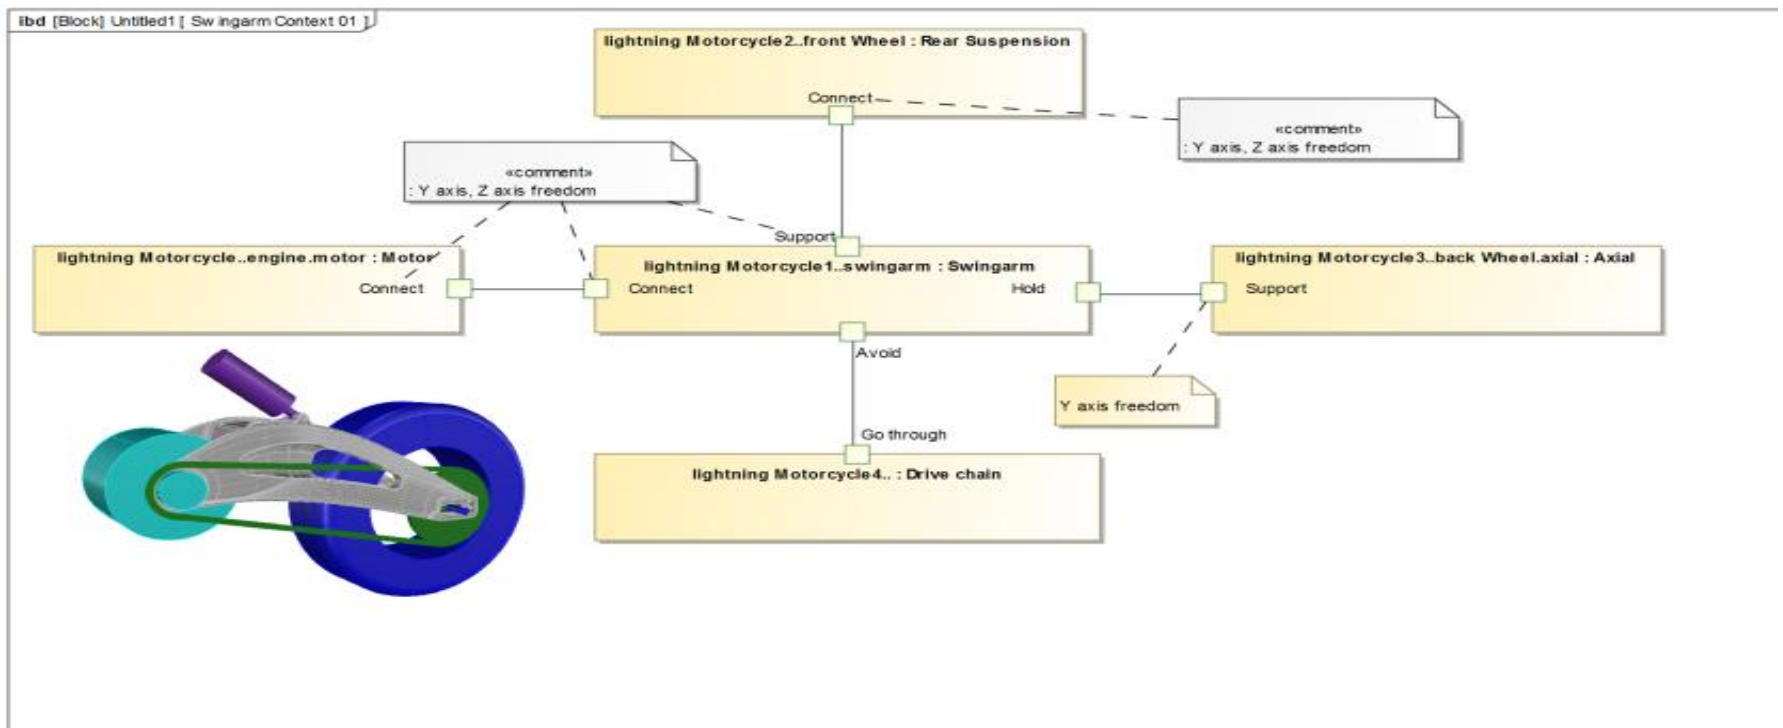 ibd [Block] Untitled1 [ Swingarm Context 01 ]
lightning Motorcycle2..front Wheel : Rear Suspension
Connect
«comment»
: Y axis, Z axis freedom
«comment»
: Y axis, Z axis freedom
Support
lightning Motorcycle..engine.motor : Motor
Connect
lightning Motorcycle1..swingarm : Swingarm
Connect
Hold
lightning Motorcycle3..back Wheel.axial : Axial
Support
Avoid
Y axis freedom
Go through
lightning Motorcycle4.. : Drive chain